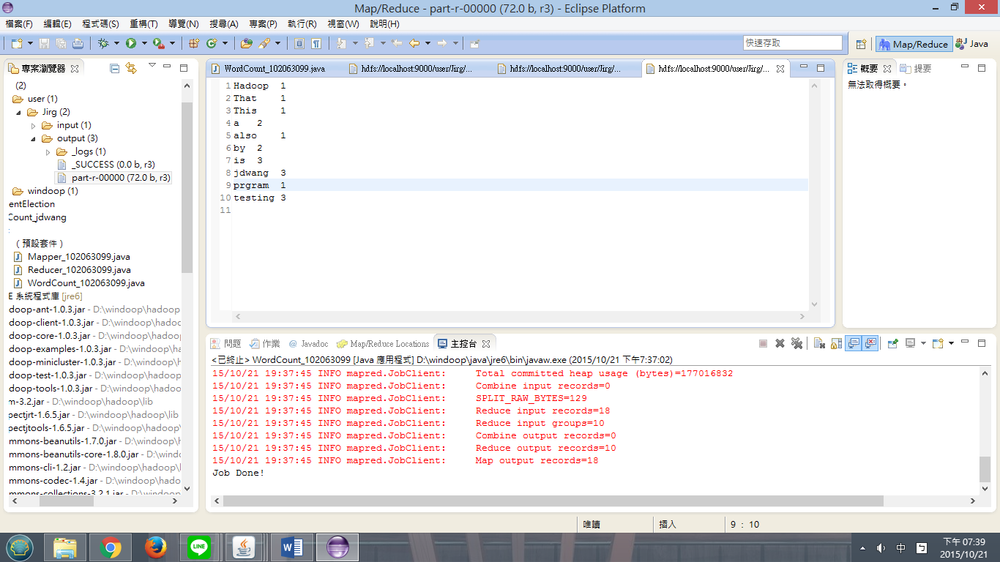 Map/Reduce - part-r-00000 (72.0 b, r3) - Eclipse Platform
檔案(F) 編輯(E) 程式碼(S) 重構(T) 導覽(N) 搜尋(A) 專案(P) 執行(R) 視窗(W) 說明(H)
快速存取
Map/Reduce
Java
專案瀏覽器
(2)
user (1)
Jirg (2)
input (1)
output (3)
_logs (1)
_SUCCESS (0.0 b, r3)
part-r-00000 (72.0 b, r3)
windoop (1)
entElection
Count_jdwang
:
(預設套件)
Mapper_102063099.java
Reducer_102063099.java
WordCount_102063099.java
E 系統程式庫 [jre6]
doop-ant-1.0.3.jar - D:\windoop\hadoop
doop-client-1.0.3.jar - D:\windoop\hadoc
doop-core-1.0.3.jar - D:\windoop\hadoop
doop-examples-1.0.3.jar - D:\windoop\h
doop-minicluster-1.0.3.jar - D:\windoop\
doop-test-1.0.3.jar - D:\windoop\hadoop
doop-tools-1.0.3.jar - D:\windoop\hadoo
m-3.2.jar - D:\windoop\hadoop\lib
pectjrt-1.6.5.jar - D:\windoop\hadoop\lib
pectjtools-1.6.5.jar - D:\windoop\hadoop
mmons-beanutils-1.7.0.jar - D:\windoop
mmons-beanutils-core-1.8.0.jar - D:\wind
mmons-cli-1.2.jar - D:\windoop\hadoop\l
mmons-codec-1.4.jar - D:\windoop\hado
mmons-collections-3.2.1.jar - D:\windoop
WordCount_102063099.java
hdfs://localhost:9000/user/Jirg/...
hdfs://localhost:9000/user/Jirg/...
hdfs://localhost:9000/user/Jirg/...
1 Hadoop 1
2 That 1
3 This 1
4 a 2
5 also 1
6 by 2
7 is 3
8 jdwang 3
9 prgram 1
10 testing 3
11
概要
提要
無法取得概要。
問題 作業 @ Javadoc Map/Reduce Locations 主控台
<已終止> WordCount_102063099 [Java 應用程式] D:\windoop\java\jre6\bin\javaw.exe (2015/10/21 下午7:37:02)
15/10/21 19:37:45 INFO mapred.JobClient: Total committed heap usage (bytes)=177016832
15/10/21 19:37:45 INFO mapred.JobClient: Combine input records=0
15/10/21 19:37:45 INFO mapred.JobClient: SPLIT_RAW_BYTES=129
15/10/21 19:37:45 INFO mapred.JobClient: Reduce input records=18
15/10/21 19:37:45 INFO mapred.JobClient: Reduce input groups=10
15/10/21 19:37:45 INFO mapred.JobClient: Combine output records=0
15/10/21 19:37:45 INFO mapred.JobClient: Reduce output records=10
15/10/21 19:37:45 INFO mapred.JobClient: Map output records=18
Job Done!
唯讀
插入
9 : 10
LINE
中
下午 07:39
2015/10/21